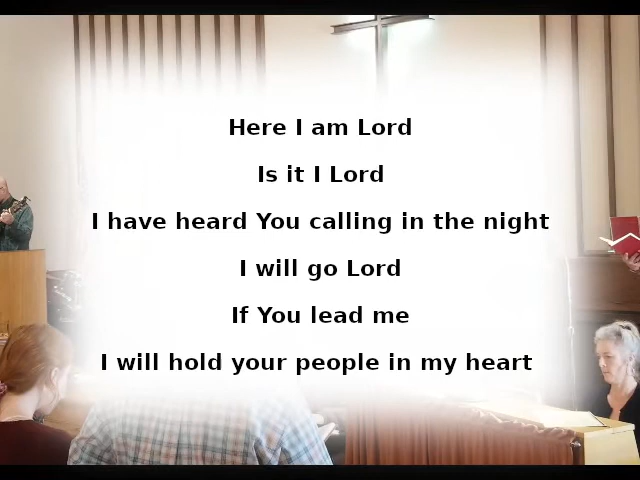 Here I am Lord
Is it I Lord
I have heard You calling in the night
I will go Lord
If You lead me
I will hold your people in my heart